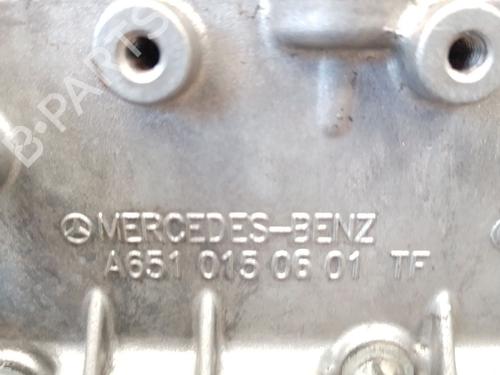 B-PARTS
MERCEDES-BENZ
A651 015 06 01 TF